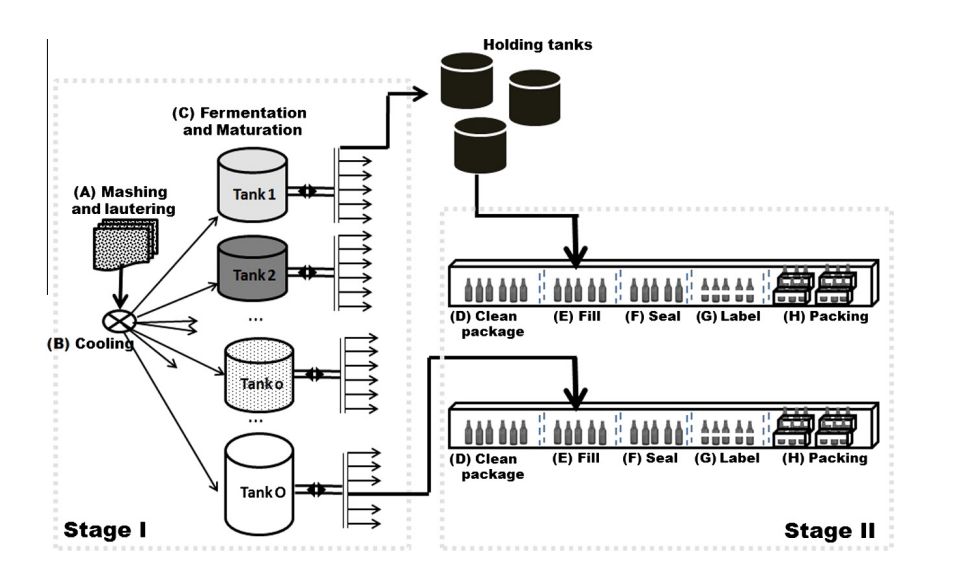 Holding tanks
(C) Fermentation
and Maturation
(A) Mashing
and lautering
Tank 1
Tank 2
...
(B) Cooling
Tank o
...
Tank O
Stage I
(D) Clean
package
(E) Fill
(F) Seal
(G) Label
(H) Packing
(D) Clean
package
(E) Fill
(F) Seal
(G) Label
(H) Packing
Stage II